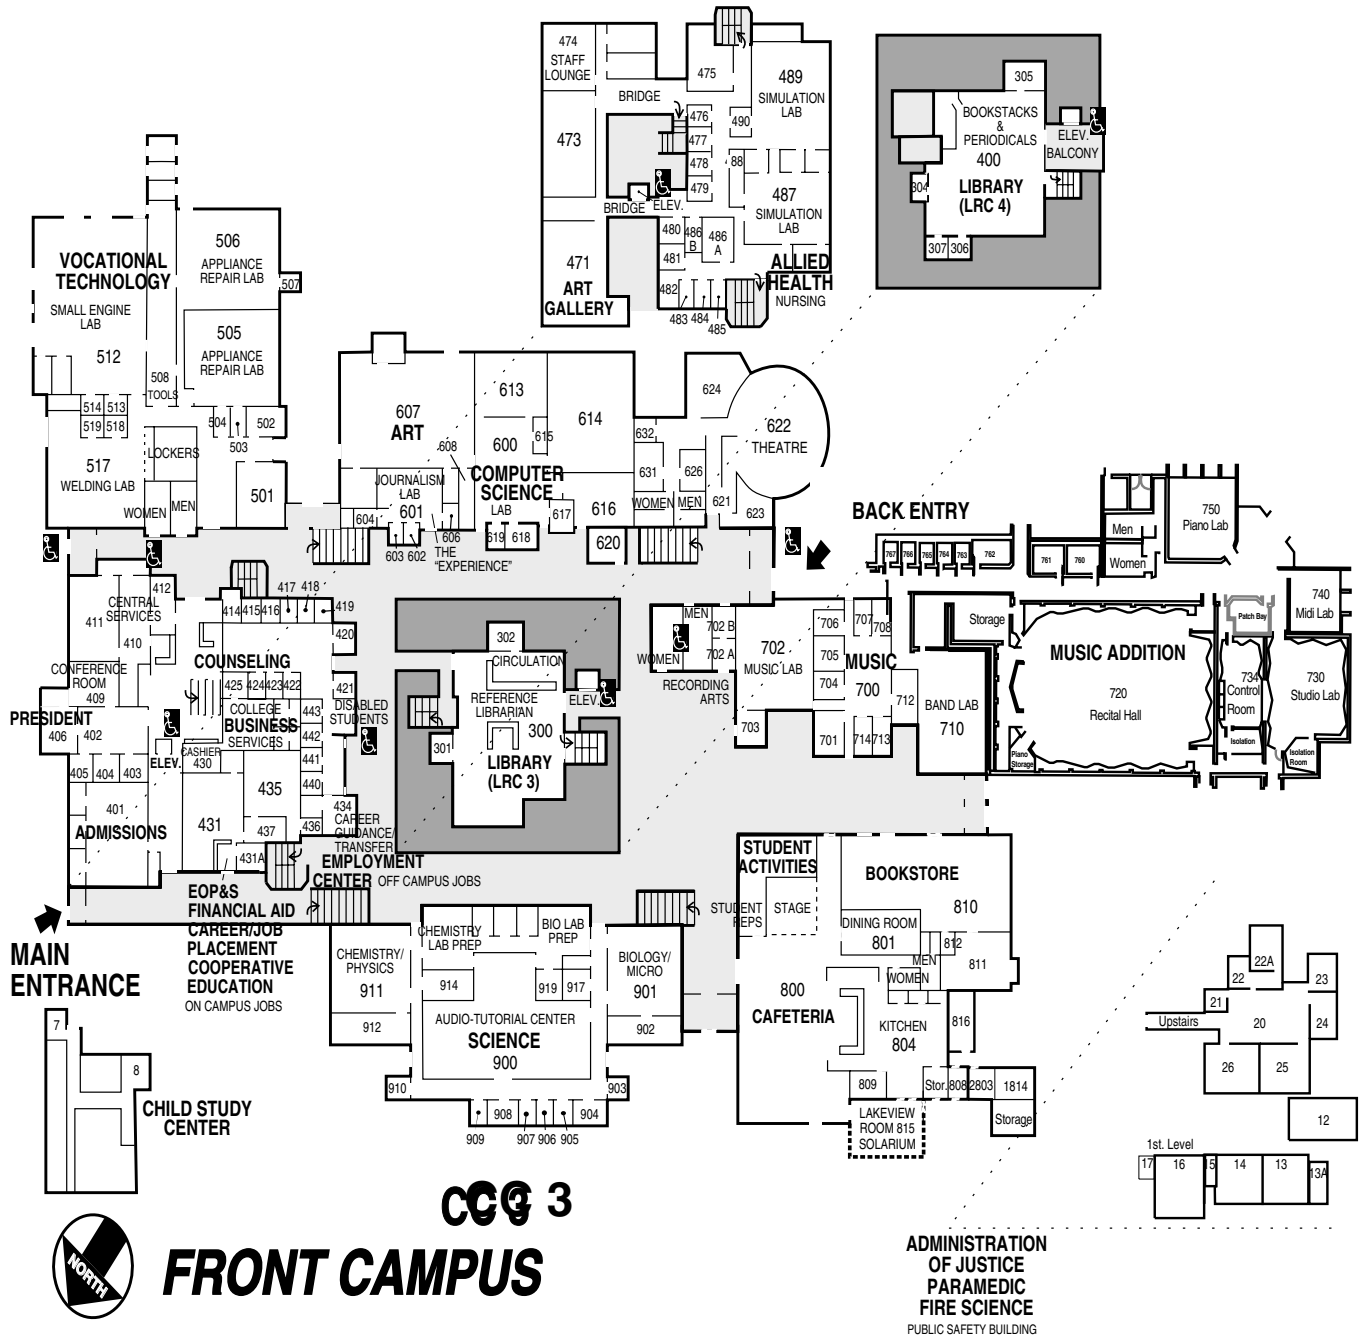 474
STAFF
LOUNGE
475
489
SIMULATION
LAB
BRIDGE
476
490
477
473
478
88
479
487
SIMULATION
LAB
BRIDGE
ELEV.
480
486
B
486
A
481
471
ART
GALLERY
482
483
484
485
ALLIED
HEALTH
NURSING
305
BOOKSTACKS
&
PERIODICALS
400
ELEV.
BALCONY
304
LIBRARY
(LRC 4)
307
306
VOCATIONAL
TECHNOLOGY
506
APPLIANCE
REPAIR LAB
507
SMALL ENGINE
LAB
512
505
APPLIANCE
REPAIR LAB
508
TOOLS
514
513
519
518
504
503
502
LOCKERS
517
WELDING LAB
501
WOMEN
MEN
607
ART
608
613
600
615
614
COMPUTER
SCIENCE
LAB
JOURNALISM
LAB
601
604
603
602
606
THE
"EXPERIENCE"
619
618
617
616
620
632
631
626
WOMEN
MEN
621
624
622
THEATRE
623
BACK ENTRY
767
766
765
764
763
762
761
760
Men
Women
750
Piano Lab
740
Midi Lab
Patch Bay
Storage
MUSIC ADDITION
720
Recital Hall
734
Control
Room
730
Studio Lab
Isolation
Isolation
Room
Piano
Storage
BAND LAB
710
412
CENTRAL
SERVICES
411
410
414
415
416
417
418
419
420
COUNSELING
CONFERENCE
ROOM
409
425
424
423
422
421
DISABLED
STUDENTS
COLLEGE
BUSINESS
SERVICES
443
442
441
440
PRESIDENT
406
402
ELEV.
CASHIER
430
405
404
403
401
ADMISSIONS
431
435
437
436
431A
434
CAREER
GUIDANCE/
TRANSFER
EMPLOYMENT
CENTER OFF CAMPUS JOBS
302
CIRCULATION
REFERENCE
LIBRARIAN
300
ELEV.
301
LIBRARY
(LRC 3)
MEN
WOMEN
702 B
702 A
RECORDING
ARTS
702
MUSIC LAB
703
706
705
704
707
708
MUSIC
700
712
701
714
713
MAIN
ENTRANCE
EOP&S
FINANCIAL AID
CAREER/JOB
PLACEMENT
COOPERATIVE
EDUCATION
ON CAMPUS JOBS
CHEMISTRY/
PHYSICS
911
912
CHEMISTRY
LAB PREP
914
BIO LAB
PREP
919
917
BIOLOGY/
MICRO
901
902
AUDIO-TUTORIAL CENTER
SCIENCE
900
910
903
909
908
907
906
905
904
STUDENT
ACTIVITIES
BOOKSTORE
STUDENT
REPS
STAGE
810
DINING ROOM
801
812
MEN
WOMEN
811
800
CAFETERIA
KITCHEN
804
816
809
Stor.
808
2803
1814
Storage
LAKEVIEW
ROOM 815
SOLARIUM
7
8
CHILD STUDY
CENTER
22A
22
23
21
Upstairs
20
24
26
25
12
1st. Level
17
16
15
14
13
13A
CC 3
CG 3
NORTH
FRONT CAMPUS
ADMINISTRATION
OF JUSTICE
PARAMEDIC
FIRE SCIENCE
PUBLIC SAFETY BUILDING